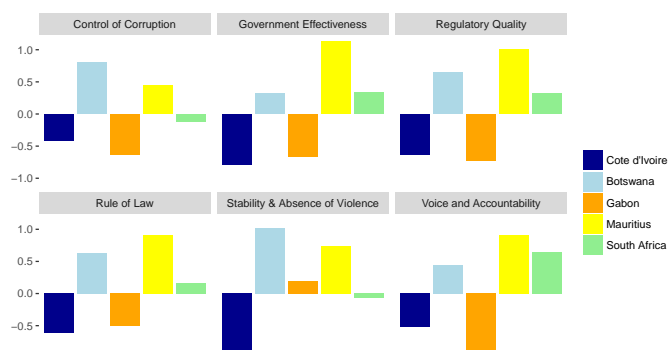 Control of Corruption
Government Effectiveness
Regulatory Quality
1.0
0.5
0.0
−0.5
−1.0
Rule of Law
Stability & Absence of Violence
Voice and Accountability
1.0
0.5
0.0
−0.5
Cote d'Ivoire
Botswana
Gabon
Mauritius
South Africa